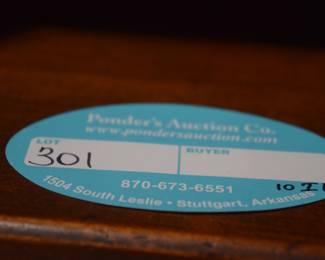 Ponder's Auction Co.
www.pondersauction.com
LOT
301
BUYER
870-673-6551
1504 South Leslie • Stuttgart, Arkansas